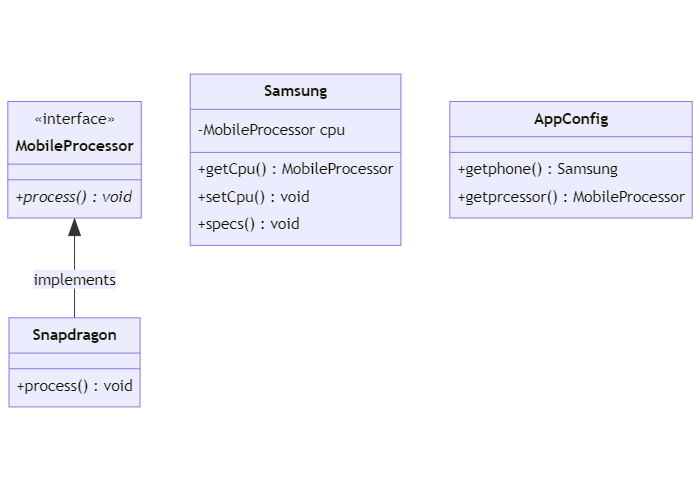 «interface»
MobileProcessor
+process() : void
implements
Snapdragon
+process() : void
Samsung
-MobileProcessor cpu
+getCpu() : MobileProcessor
+setCpu() : void
+specs() : void
AppConfig
+getphone() : Samsung
+getprcessor() : MobileProcessor